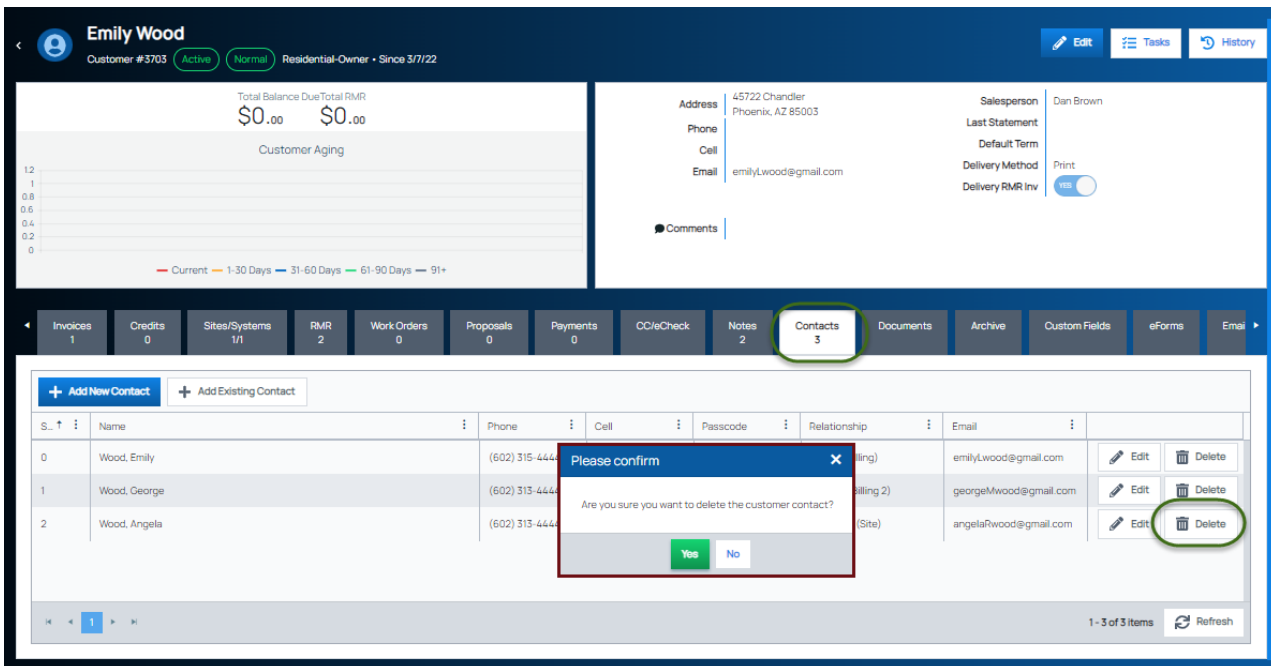 Emily Wood
Customer #3703 Active Normal Residential-Owner • Since 3/7/22
Edit Tasks History
Total Balance Due Total RMR
$0.00 $0.00
Customer Aging
1.2
1
0.8
0.6
0.4
0.2
0
Current 1-30 Days 31-60 Days 61-90 Days 91+
Address 45722 Chandler
Phoenix, AZ 85003
Phone
Cell
Email emilyLwood@gmail.com
Comments
Salesperson Dan Brown
Last Statement
Default Term
Delivery Method Print
Delivery RMR Inv YES
Invoices Credits Sites/Systems RMR Work Orders Proposals Payments CC/eCheck Notes Contacts Documents Archive Custom Fields eForms Emai
1 0 1/1 2 0 0 0 2 3
+ Add New Contact + Add Existing Contact
S... Name Phone Cell Passcode Relationship Email
0 Wood, Emily (602) 315-4444 lling) emilyLwood@gmail.com Edit Delete
1 Wood, George (602) 313-4444 Billing 2) georgeMwood@gmail.com Edit Delete
2 Wood, Angela (602) 313-4444 (Site) angelaRwood@gmail.com Edit Delete
Please confirm
Are you sure you want to delete the customer contact?
Yes No
1 1 - 3 of 3 items Refresh